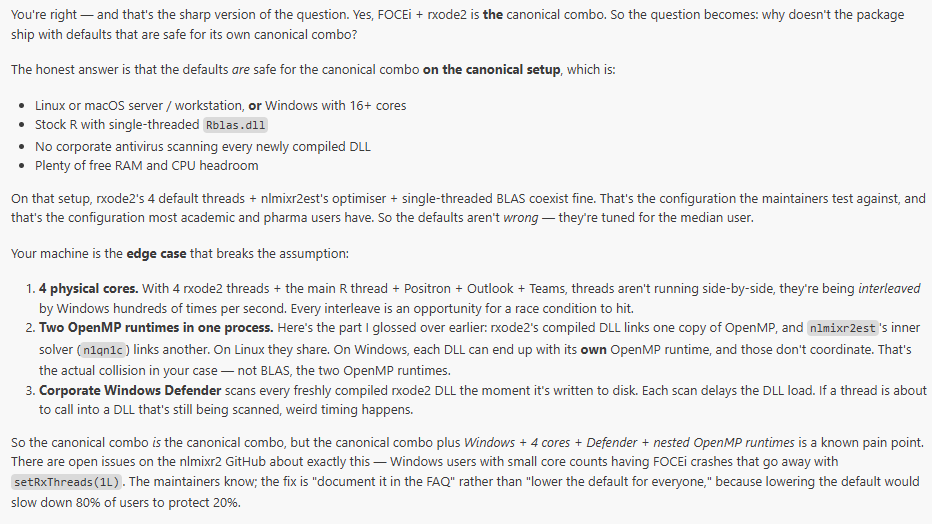 You're right — and that's the sharp version of the question. Yes, FOCEi + rxode2 is the canonical combo. So the question becomes: why doesn't the package
ship with defaults that are safe for its own canonical combo?
The honest answer is that the defaults are safe for the canonical combo on the canonical setup, which is:
• Linux or macOS server / workstation, or Windows with 16+ cores
• Stock R with single-threaded Rblas.dll
• No corporate antivirus scanning every newly compiled DLL
• Plenty of free RAM and CPU headroom
On that setup, rxode2's 4 default threads + nlmixr2est's optimiser + single-threaded BLAS coexist fine. That's the configuration the maintainers test against, and
that's the configuration most academic and pharma users have. So the defaults aren't wrong — they're tuned for the median user.
Your machine is the edge case that breaks the assumption:
1. 4 physical cores. With 4 rxode2 threads + the main R thread + Positron + Outlook + Teams, threads aren't running side-by-side, they're being interleaved
by Windows hundreds of times per second. Every interleave is an opportunity for a race condition to hit.
2. Two OpenMP runtimes in one process. Here's the part I glossed over earlier: rxode2's compiled DLL links one copy of OpenMP, and nlmixr2est's inner
solver (n1qn1c) links another. On Linux they share. On Windows, each DLL can end up with its own OpenMP runtime, and those don't coordinate. That's
the actual collision in your case — not BLAS, the two OpenMP runtimes.
3. Corporate Windows Defender scans every freshly compiled rxode2 DLL the moment it's written to disk. Each scan delays the DLL load. If a thread is about
to call into a DLL that's still being scanned, weird timing happens.
So the canonical combo is the canonical combo, but the canonical combo plus Windows + 4 cores + Defender + nested OpenMP runtimes is a known pain point.
There are open issues on the nlmixr2 GitHub about exactly this — Windows users with small core counts having FOCEi crashes that go away with
setRxThreads(1L). The maintainers know; the fix is "document it in the FAQ" rather than "lower the default for everyone," because lowering the default would
slow down 80% of users to protect 20%.